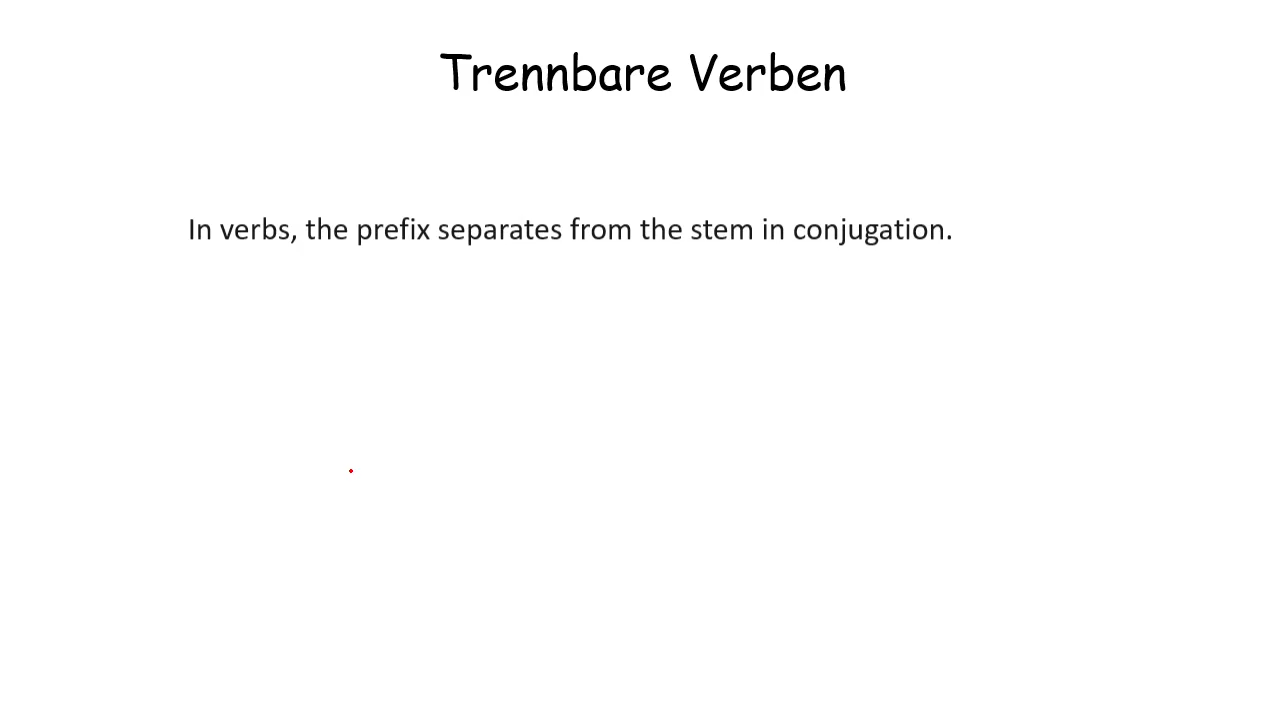 Trennbare Verben
In verbs, the prefix separates from the stem in conjugation.